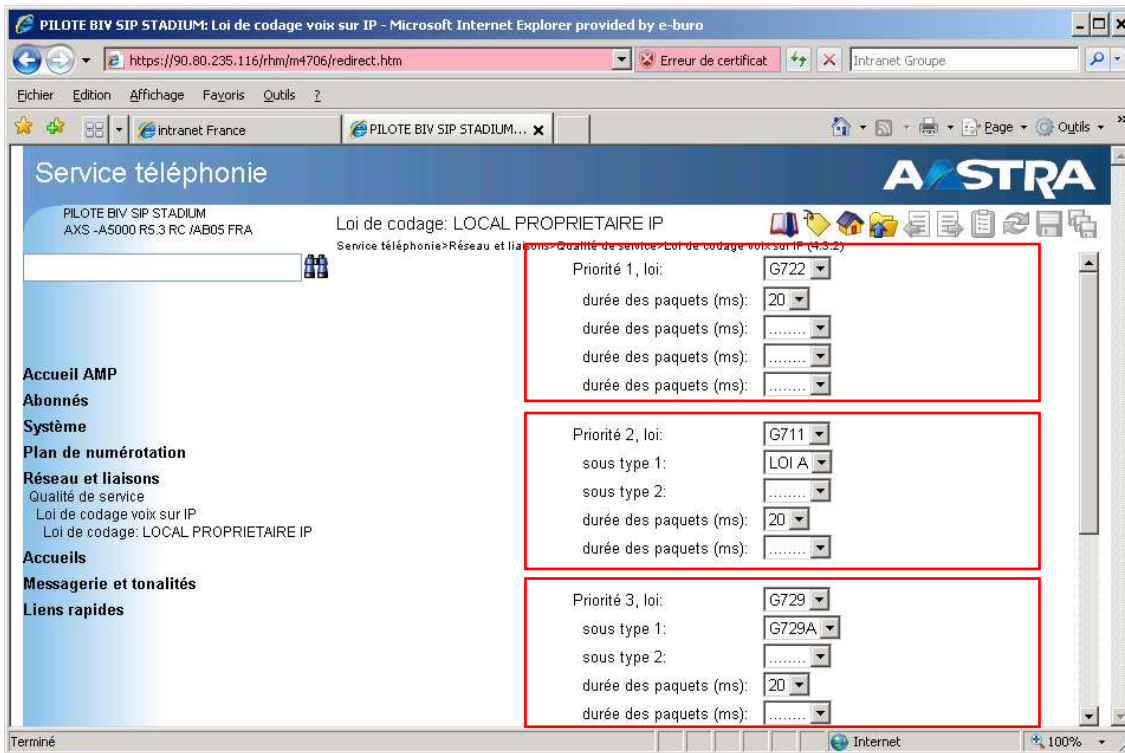 PILOTE BIV SIP STADIUM: Loi de codage voix sur IP - Microsoft Internet Explorer provided by e-buro
https://90.80.235.116/rhm/m4706/redirect.htm
Erreur de certificat
Intranet Groupe
Fichier Edition Affichage Favoris Outils ?
intranet France
PILOTE BIV SIP STADIUM...
Page
Outils
Service téléphonie
AASTRA
PILOTE BIV SIP STADIUM
AXS -A5000 R5.3 RC /AB05 FRA
Loi de codage: LOCAL PROPRIETAIRE IP
Service téléphonie>Réseau et liaisons>Qualité de service>Loi de codage voix sur IP (4.3.2)
Accueil AMP
Abonnés
Système
Plan de numérotation
Réseau et liaisons
Qualité de service
Loi de codage voix sur IP
Loi de codage: LOCAL PROPRIETAIRE IP
Accueils
Messagerie et tonalités
Liens rapides
Priorité 1, loi: G722
durée des paquets (ms): 20
durée des paquets (ms): ........
durée des paquets (ms): ........
durée des paquets (ms): ........
Priorité 2, loi: G711
sous type 1: LOI A
sous type 2: ........
durée des paquets (ms): 20
durée des paquets (ms): ........
Priorité 3, loi: G729
sous type 1: G729A
sous type 2: ........
durée des paquets (ms): 20
durée des paquets (ms): ........
Terminé
Internet
100%